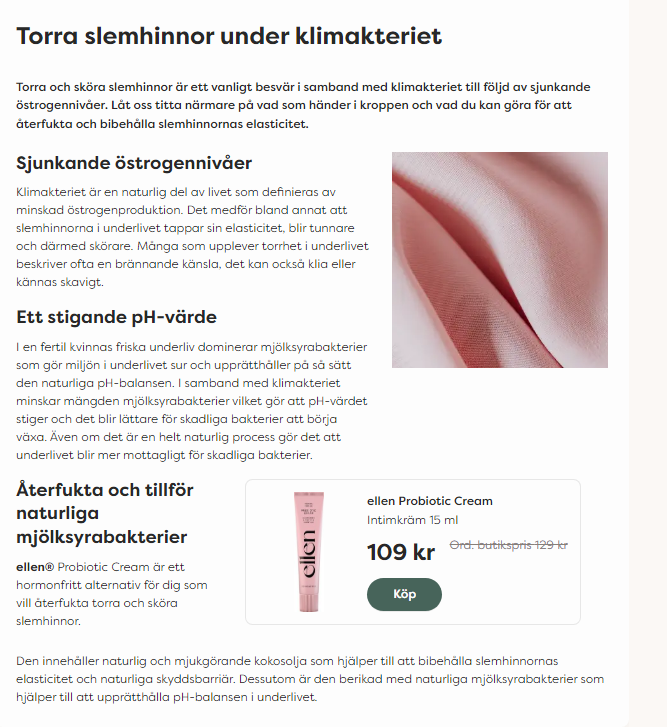 Torra slemhinnor under klimakteriet
Torra och sköra slemhinnor är ett vanligt besvär i samband med klimakteriet till följd av sjunkande
östrogennivåer. Låt oss titta närmare på vad som händer i kroppen och vad du kan göra för att
återfukta och bibehålla slemhinnornas elasticitet.
Sjunkande östrogennivåer
Klimakteriet är en naturlig del av livet som definieras av
minskad östrogenproduktion. Det medför bland annat att
slemhinnorna i underlivet tappar sin elasticitet, blir tunnare
och därmed skörare. Många som upplever torrhet i underlivet
beskriver ofta en brännande känsla, det kan också klia eller
kännas skavigt.
Ett stigande pH-värde
I en fertil kvinnas friska underliv dominerar mjölksyrabakterier
som gör miljön i underlivet sur och upprätthåller på så sätt
den naturliga pH-balansen. I samband med klimakteriet
minskar mängden mjölksyrabakterier vilket gör att pH-värdet
stiger och det blir lättare för skadliga bakterier att börja
växa. Även om det är en helt naturlig process gör det att
underlivet blir mer mottagligt för skadliga bakterier.
Återfukta och tillför
naturliga
mjölksyrabakterier
ellen® Probiotic Cream är ett
hormonfritt alternativ för dig som
vill återfukta torra och sköra
slemhinnor.
ellen
ellen Probiotic Cream
Intimkräm 15 ml
109 kr Ord. butikspris 129 kr
Köp
Den innehåller naturlig och mjukgörande kokosolja som hjälper till att bibehålla slemhinnornas
elasticitet och naturliga skyddsbarriär. Dessutom är den berikad med naturliga mjölksyrabakterier som
hjälper till att upprätthålla pH-balansen i underlivet.